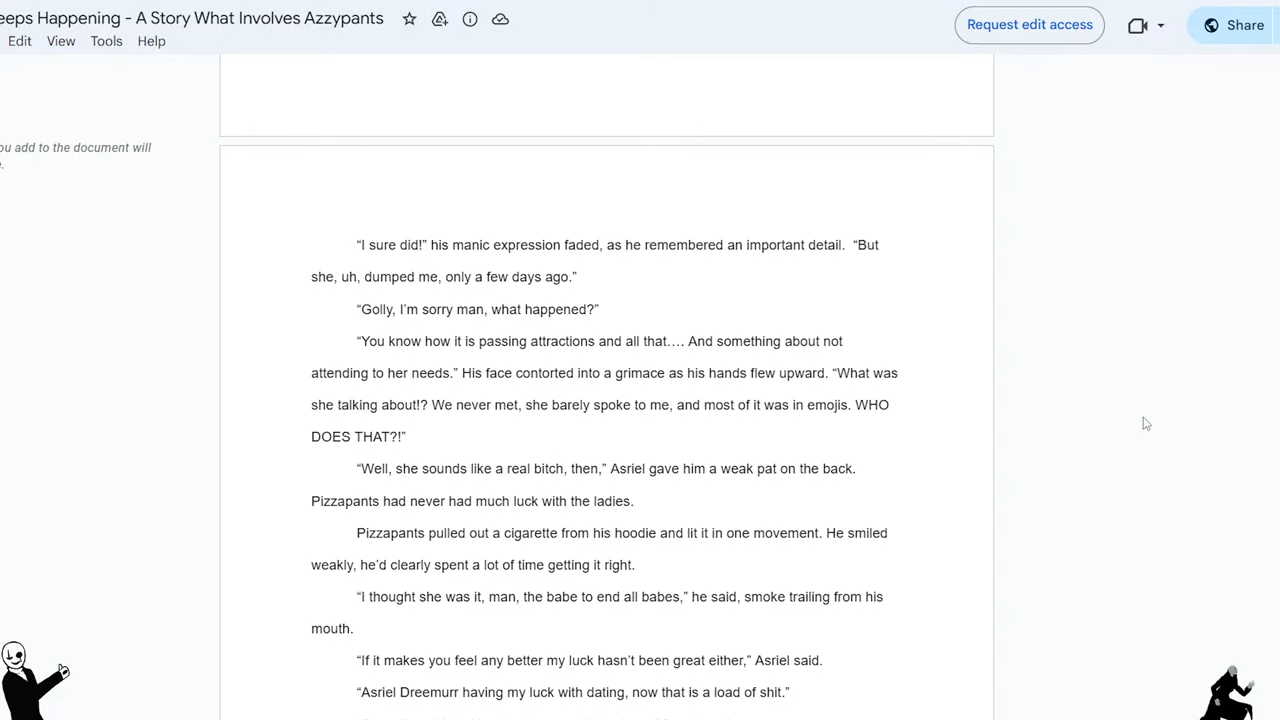 eeps Happening - A Story What Involves Azzypants
Request edit access
Share
Edit View Tools Help
ou add to the document will
e.
“I sure did!” his manic expression faded, as he remembered an important detail.  “But
she, uh, dumped me, only a few days ago.”
“Golly, I’m sorry man, what happened?”
“You know how it is passing attractions and all that…. And something about not
attending to her needs.” His face contorted into a grimace as his hands flew upward. “What was
she talking about!? We never met, she barely spoke to me, and most of it was in emojis. WHO
DOES THAT?!”
“Well, she sounds like a real bitch, then,” Asriel gave him a weak pat on the back.
Pizzapants had never had much luck with the ladies.
Pizzapants pulled out a cigarette from his hoodie and lit it in one movement. He smiled
weakly, he’d clearly spent a lot of time getting it right.
“I thought she was it, man, the babe to end all babes,” he said, smoke trailing from his
mouth.
“If it makes you feel any better my luck hasn’t been great either,” Asriel said.
“Asriel Dreemurr having my luck with dating, now that is a load of shit.”